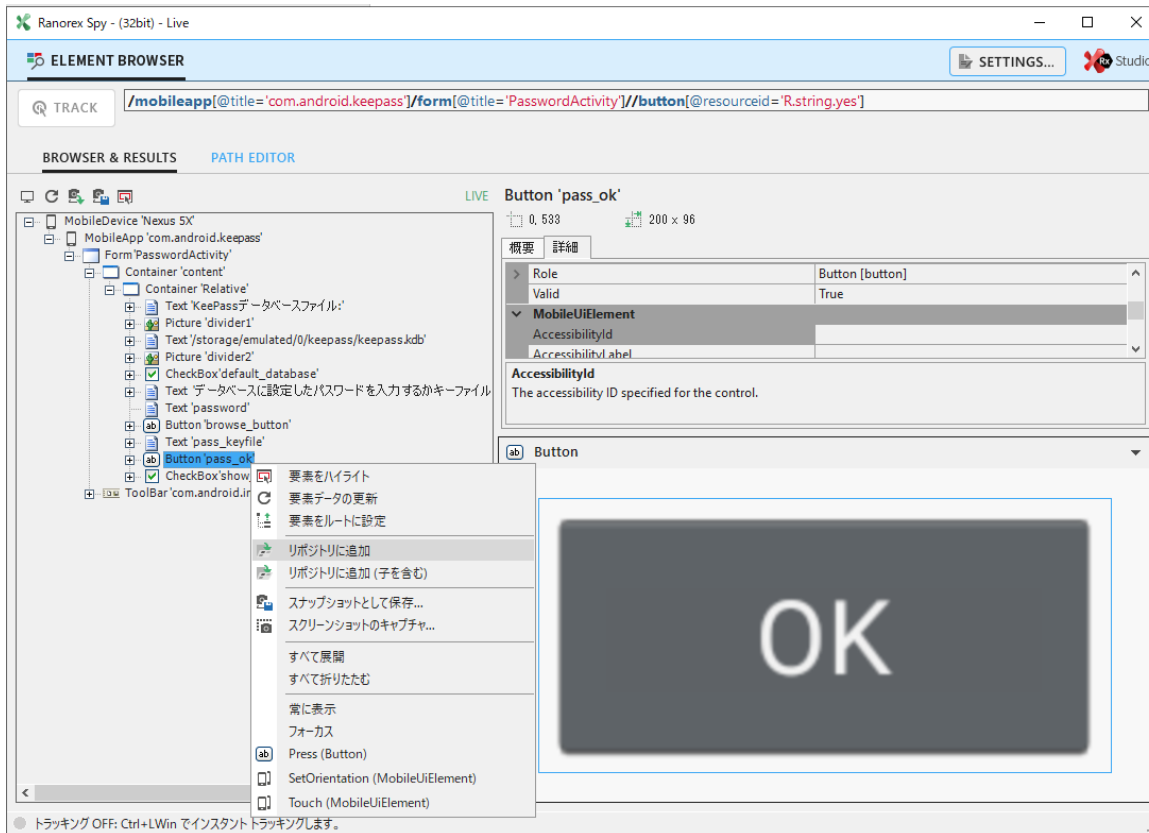 Ranorex Spy - (32bit) - Live
ELEMENT BROWSER
SETTINGS...
Rx Studio
TRACK
/mobileapp[@title='com.android.keepass']/form[@title='PasswordActivity']//button[@resourceid='R.string.yes']
BROWSER & RESULTS
PATH EDITOR
LIVE
MobileDevice 'Nexus 5X'
MobileApp 'com.android.keepass'
Form 'PasswordActivity'
Container 'content'
Container 'Relative'
Text 'KeePassデータベースファイル:'
Picture 'divider1'
Text '/storage/emulated/0/keepass/keepass.kdb'
Picture 'divider2'
CheckBox 'default_database'
Text 'データベースに設定したパスワードを入力するかキーファイル
Text 'password'
Button 'browse_button'
Text 'pass_keyfile'
Button 'pass_ok'
CheckBox 'show_
ToolBar 'com.android.in
要素をハイライト
要素データの更新
要素をルートに設定
リポジトリに追加
リポジトリに追加 (子を含む)
スナップショットとして保存...
スクリーンショットのキャプチャ...
すべて展開
すべて折りたたむ
常に表示
フォーカス
Press (Button)
SetOrientation (MobileUiElement)
Touch (MobileUiElement)
Button 'pass_ok'
0, 533
200 × 96
概要
詳細
Role
Button [button]
Valid
True
MobileUiElement
AccessibilityId
AccessibilityLabel
AccessibilityId
The accessibility ID specified for the control.
ab Button
OK
トラッキング OFF: Ctrl+LWin でインスタント トラッキングします。